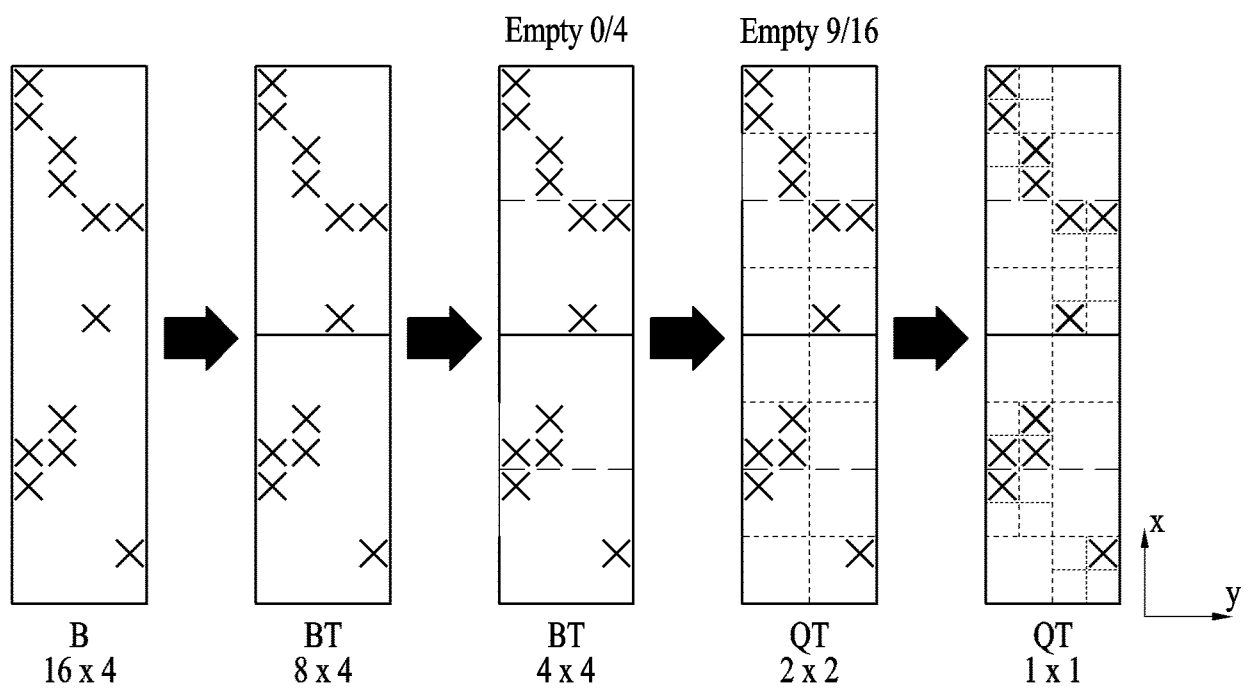 Empty 0/4
Empty 9/16
B
16 x 4
BT
8 x 4
BT
4 x 4
QT
2 x 2
QT
1 x 1
x
y